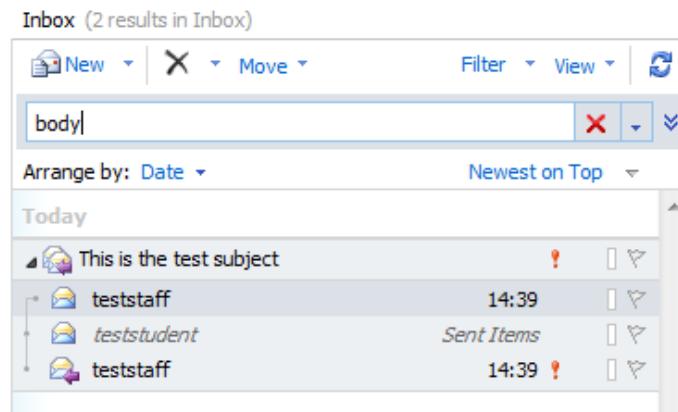 Inbox (2 results in Inbox)
New Move Filter View
body
Arrange by: Date Newest on Top
Today
This is the test subject
teststaff 14:39
teststudent Sent Items
teststaff 14:39